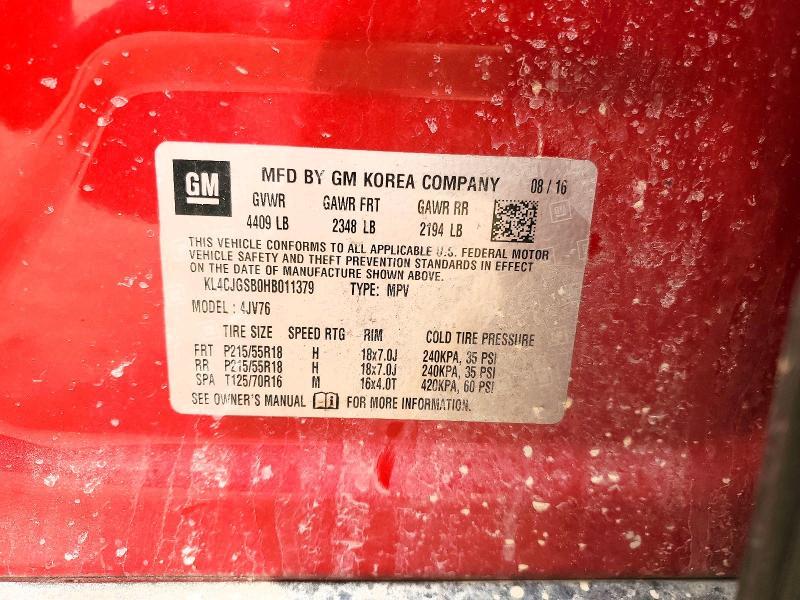 GM MFD BY GM KOREA COMPANY 08 / 16
GVWR GAWR FRT GAWR RR
4409 LB 2348 LB 2194 LB
THIS VEHICLE CONFORMS TO ALL APPLICABLE U.S. FEDERAL MOTOR
VEHICLE SAFETY AND THEFT PREVENTION STANDARDS IN EFFECT
ON THE DATE OF MANUFACTURE SHOWN ABOVE.
KL4CJGSB0HB011379 TYPE: MPV
MODEL : 4JV76
TIRE SIZE SPEED RTG RIM COLD TIRE PRESSURE
FRT P215/55R18 H 18x7.0J 240KPA, 35 PSI
RR P215/55R18 H 18x7.0J 240KPA, 35 PSI
SPA T125/70R16 M 16x4.0T 420KPA, 60 PSI
SEE OWNER'S MANUAL FOR MORE INFORMATION.